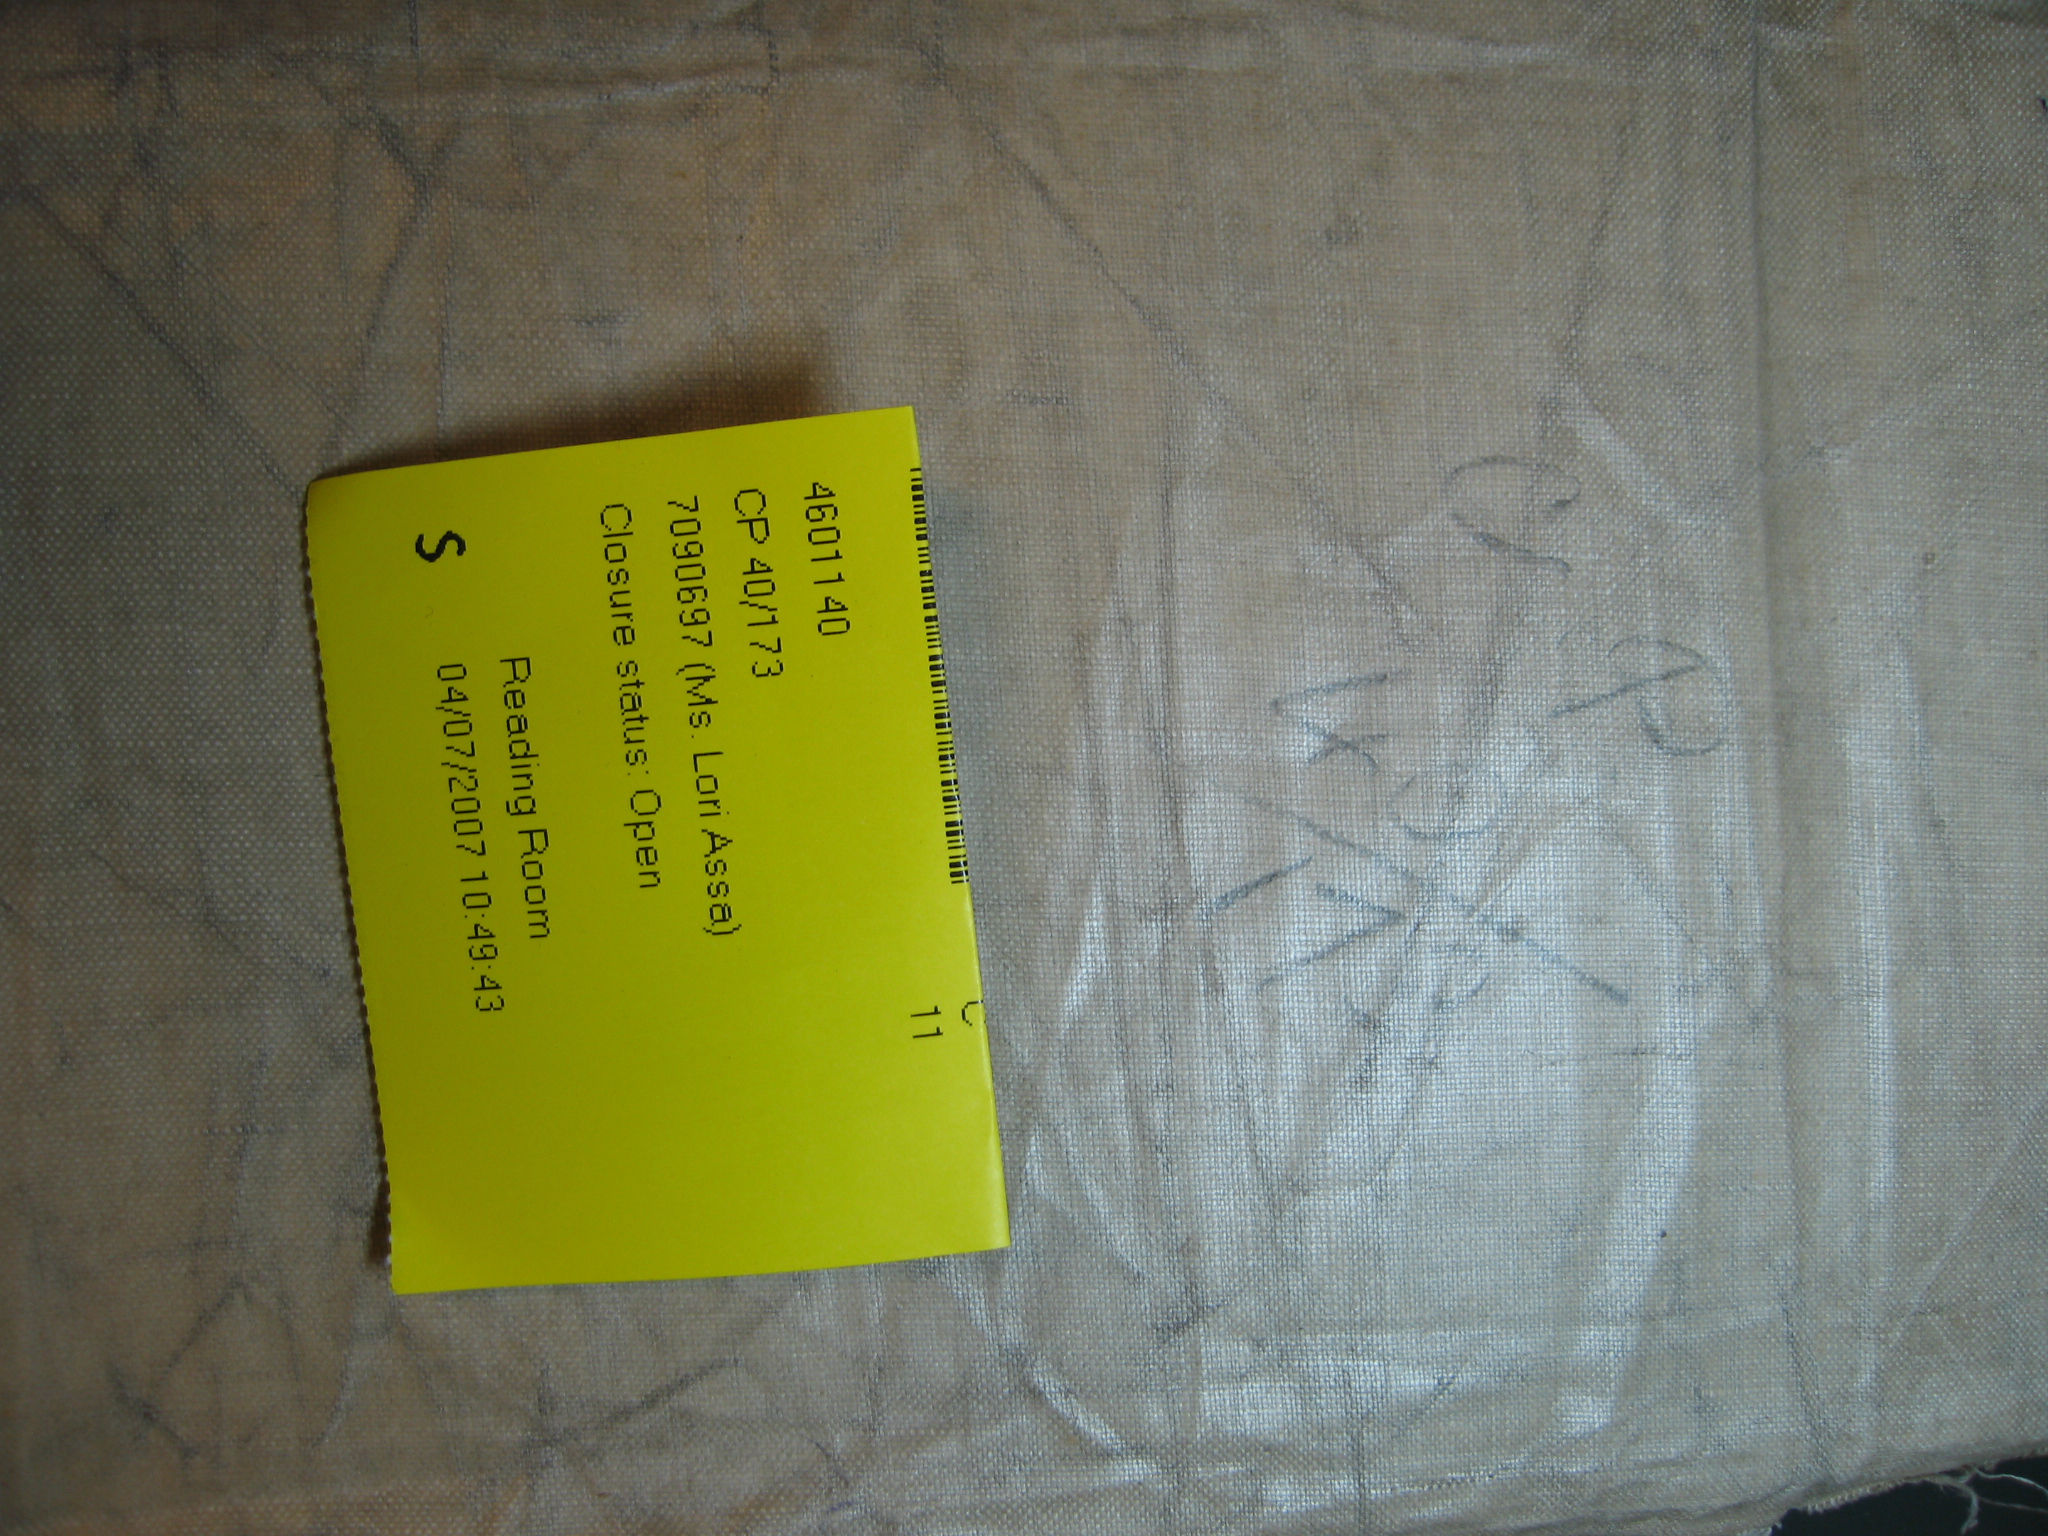 C
11
4601140
CP 40/173
7090697 (Ms. Lori Assa)
Closure status: Open
Reading Room
S
04/07/2007 10:49:43